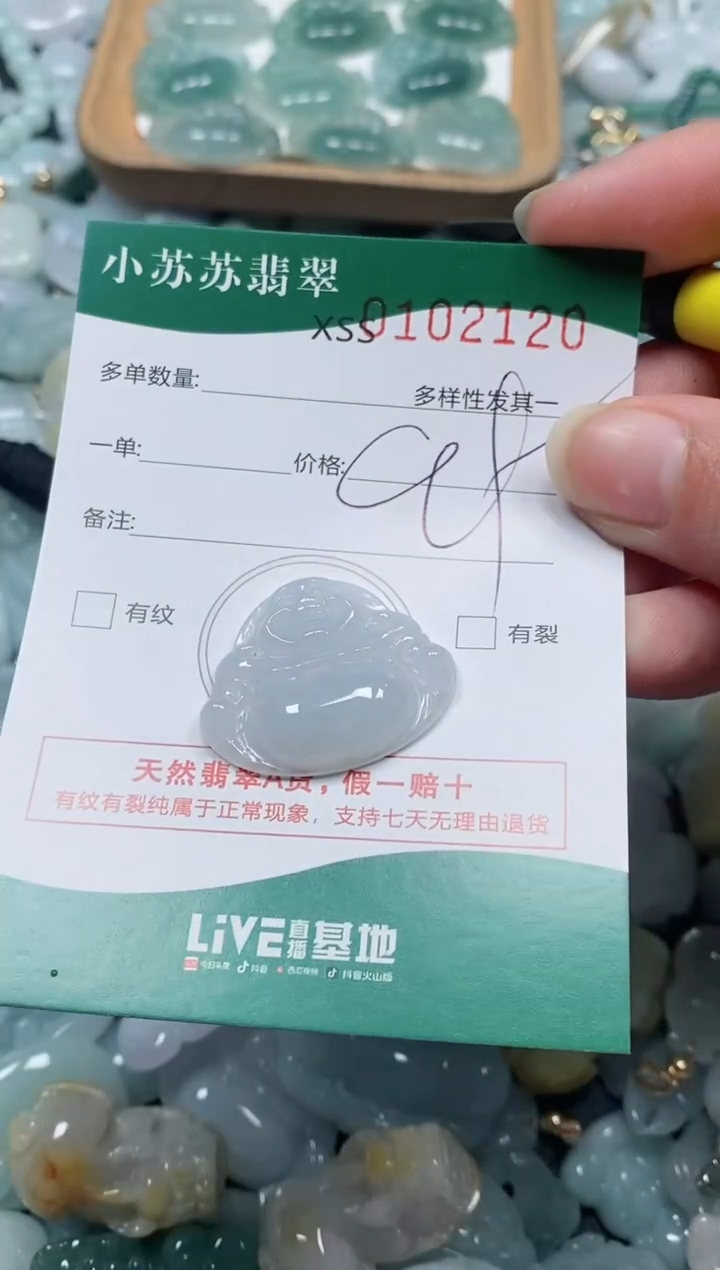 小苏苏翡翠
XSS0102120
多单数量:
多样性发其一
一单:
价格:
备注:
有纹
有裂
天然翡翠A货，假一赔十
有纹有裂纯属于正常现象，支持七天无理由退货
LiVE直播基地
今日头条 抖音 西瓜视频 抖音火山版